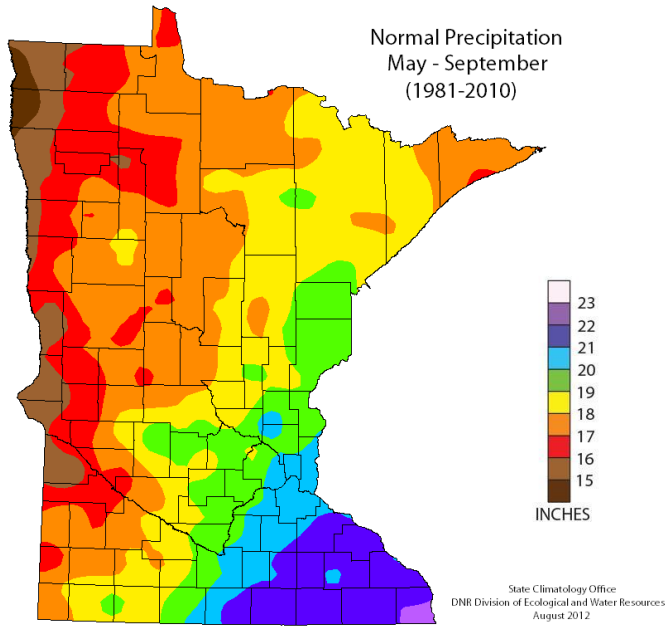 Normal Precipitation
May - September
(1981-2010)
23
22
21
20
19
18
17
16
15
INCHES
State Climatology Office
DNR Division of Ecological and Water Resources
August 2012